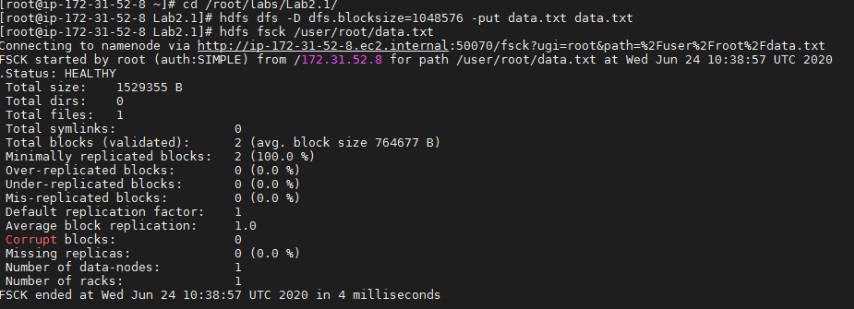 [root@ip-172-31-52-8 ~]# cd /root/labs/Lab2.1/
[root@ip-172-31-52-8 Lab2.1]# hdfs dfs -D dfs.blocksize=1048576 -put data.txt data.txt
[root@ip-172-31-52-8 Lab2.1]# hdfs fsck /user/root/data.txt
Connecting to namenode via http://ip-172-31-52-8.ec2.internal:50070/fsck?ugi=root&path=%2Fuser%2Froot%2Fdata.txt
FSCK started by root (auth:SIMPLE) from /172.31.52.8 for path /user/root/data.txt at Wed Jun 24 10:38:57 UTC 2020
.Status: HEALTHY
Total size: 1529355 B
Total dirs: 0
Total files: 1
Total symlinks: 0
Total blocks (validated): 2 (avg. block size 764677 B)
Minimally replicated blocks: 2 (100.0 %)
Over-replicated blocks: 0 (0.0 %)
Under-replicated blocks: 0 (0.0 %)
Mis-replicated blocks: 0 (0.0 %)
Default replication factor: 1
Average block replication: 1.0
Corrupt blocks: 0
Missing replicas: 0 (0.0 %)
Number of data-nodes: 1
Number of racks: 1
FSCK ended at Wed Jun 24 10:38:57 UTC 2020 in 4 milliseconds